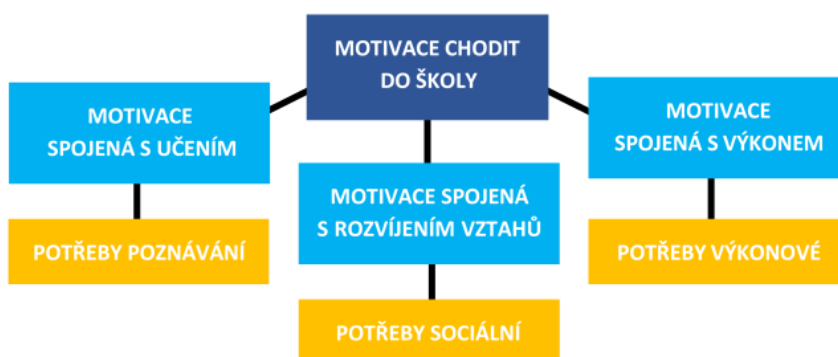 MOTIVACE CHODIT
DO ŠKOLY
MOTIVACE
SPOJENÁ S UČENÍM
MOTIVACE SPOJENÁ
S ROZVÍJENÍM VZTAHŮ
MOTIVACE
SPOJENÁ S VÝKONEM
POTŘEBY POZNÁVÁNÍ
POTŘEBY SOCIÁLNÍ
POTŘEBY VÝKONOVÉ